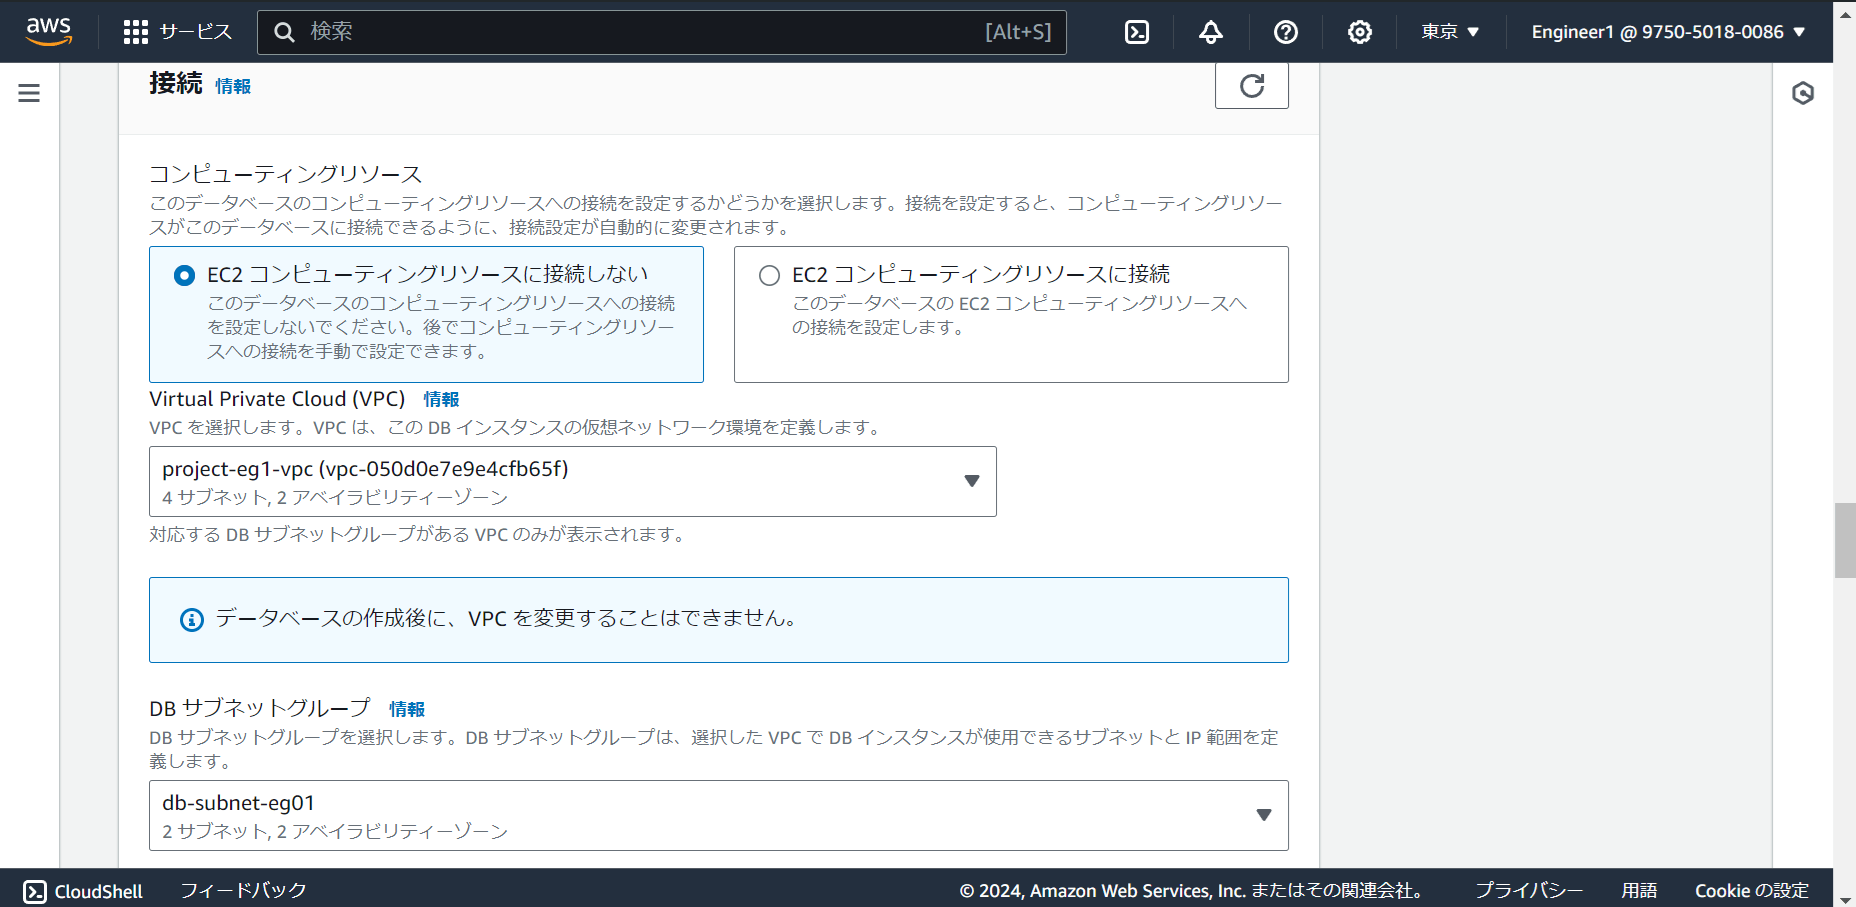 aws
サービス
検索
[Alt+S]
東京 ▼
Engineer1 @ 9750-5018-0086 ▼
接続 情報
コンピューティングリソース
このデータベースのコンピューティングリソースへの接続を設定するかどうかを選択します。接続を設定すると、コンピューティングリソー
スがこのデータベースに接続できるように、接続設定が自動的に変更されます。
EC2 コンピューティングリソースに接続しない
このデータベースのコンピューティングリソースへの接続
を設定しないでください。後でコンピューティングリソー
スへの接続を手動で設定できます。
EC2 コンピューティングリソースに接続
このデータベースの EC2 コンピューティングリソースへ
の接続を設定します。
Virtual Private Cloud (VPC) 情報
VPC を選択します。VPC は、この DB インスタンスの仮想ネットワーク環境を定義します。
project-eg1-vpc (vpc-050d0e7e9e4cfb65f)
4 サブネット, 2 アベイラビリティーゾーン
対応する DB サブネットグループがある VPC のみが表示されます。
データベースの作成後に、VPC を変更することはできません。
DB サブネットグループ 情報
DB サブネットグループを選択します。DB サブネットグループは、選択した VPC で DB インスタンスが使用できるサブネットと IP 範囲を定
義します。
db-subnet-eg01
2 サブネット, 2 アベイラビリティーゾーン
CloudShell
フィードバック
© 2024, Amazon Web Services, Inc. またはその関連会社。
プライバシー
用語
Cookie の設定